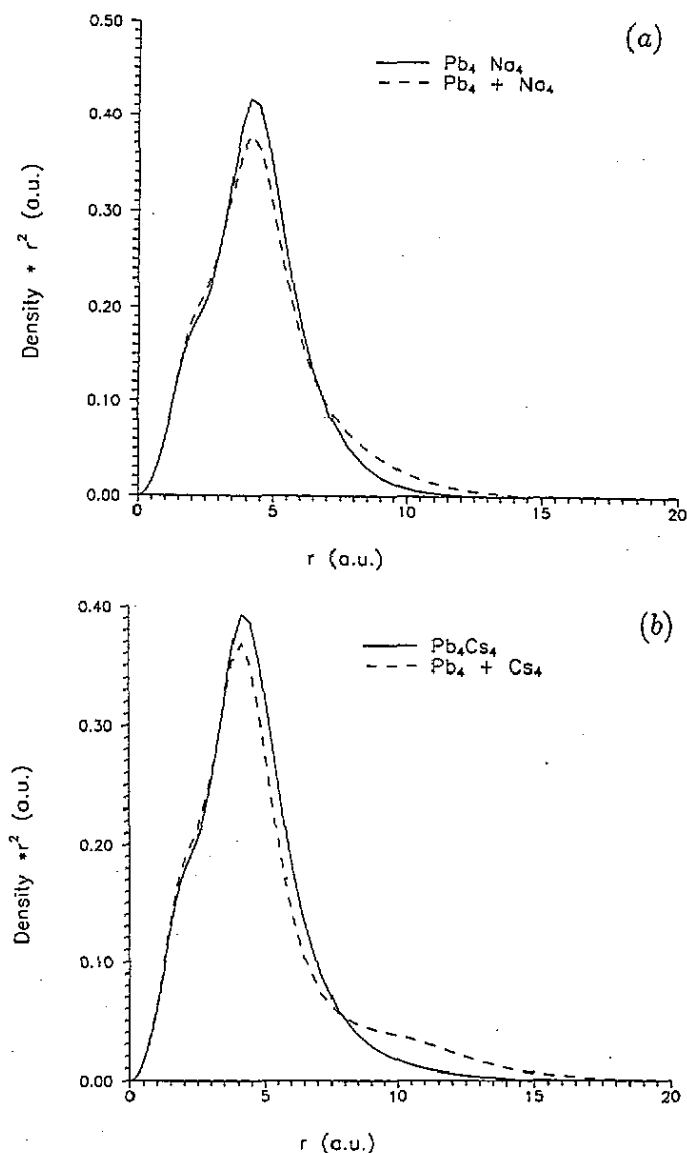 (a)
Pb₄ Na₄
Pb₄ + Na₄
Density * r² (a.u.)
0.50
0.40
0.30
0.20
0.10
0.00
0 5 10 15 20
r (a.u.)
(b)
Pb₄Cs₄
Pb₄ + Cs₄
Density *r² (a.u.)
0.40
0.30
0.20
0.10
0.00
0 5 10 15 20
r (a.u.)